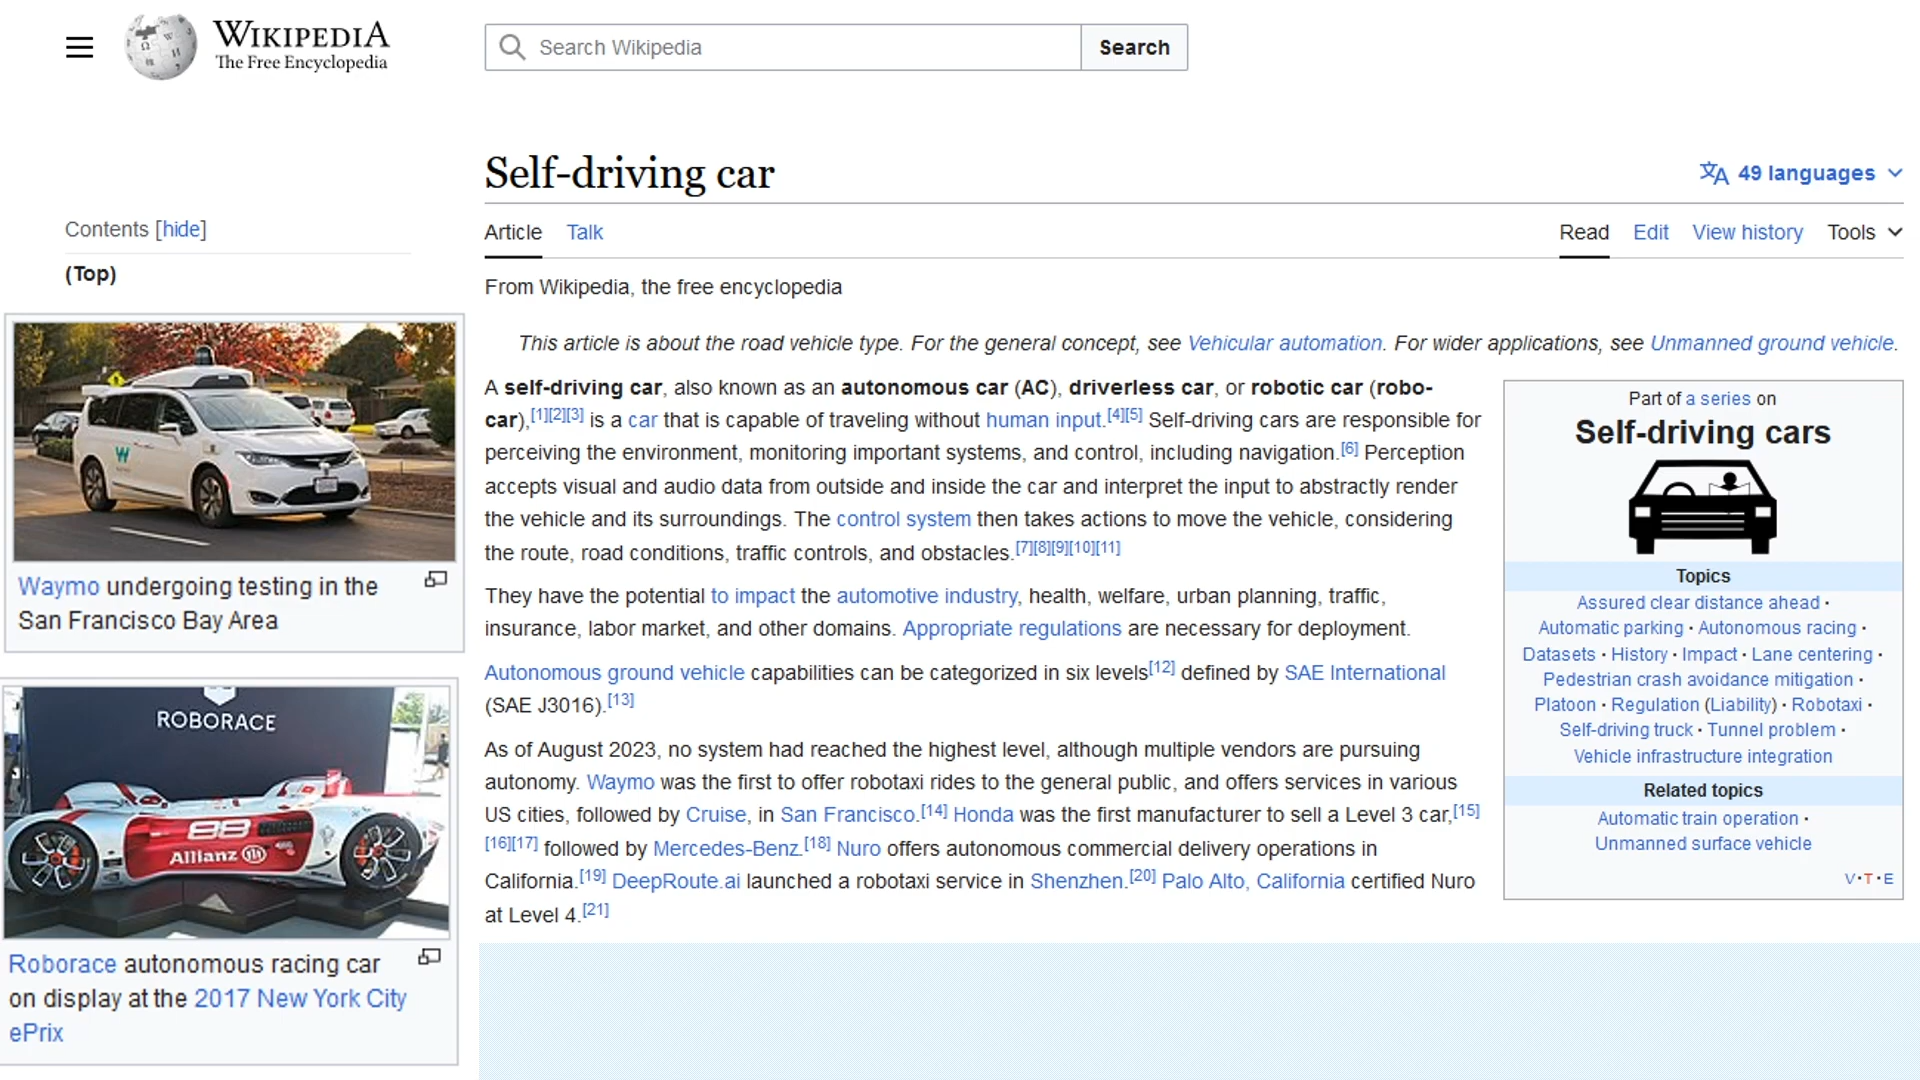 WIKIPEDIA
The Free Encyclopedia
Search Wikipedia
Search
Self-driving car
49 languages
Contents [hide]
(Top)
Article Talk
Read Edit View history Tools
From Wikipedia, the free encyclopedia
This article is about the road vehicle type. For the general concept, see Vehicular automation. For wider applications, see Unmanned ground vehicle.
A self-driving car, also known as an autonomous car (AC), driverless car, or robotic car (robo-
car),[1][2][3] is a car that is capable of traveling without human input.[4][5] Self-driving cars are responsible for
perceiving the environment, monitoring important systems, and control, including navigation.[6] Perception
accepts visual and audio data from outside and inside the car and interpret the input to abstractly render
the vehicle and its surroundings. The control system then takes actions to move the vehicle, considering
the route, road conditions, traffic controls, and obstacles.[7][8][9][10][11]
They have the potential to impact the automotive industry, health, welfare, urban planning, traffic,
insurance, labor market, and other domains. Appropriate regulations are necessary for deployment.
Autonomous ground vehicle capabilities can be categorized in six levels[12] defined by SAE International
(SAE J3016).[13]
As of August 2023, no system had reached the highest level, although multiple vendors are pursuing
autonomy. Waymo was the first to offer robotaxi rides to the general public, and offers services in various
US cities, followed by Cruise, in San Francisco.[14] Honda was the first manufacturer to sell a Level 3 car,[15]
[16][17] followed by Mercedes-Benz.[18] Nuro offers autonomous commercial delivery operations in
California.[19] DeepRoute.ai launched a robotaxi service in Shenzhen.[20] Palo Alto, California certified Nuro
at Level 4.[21]
Part of a series on
Self-driving cars
Topics
Assured clear distance ahead ·
Automatic parking · Autonomous racing ·
Datasets · History · Impact · Lane centering ·
Pedestrian crash avoidance mitigation ·
Platoon · Regulation (Liability) · Robotaxi ·
Self-driving truck · Tunnel problem ·
Vehicle infrastructure integration
Related topics
Automatic train operation ·
Unmanned surface vehicle
V·T·E
Waymo undergoing testing in the
San Francisco Bay Area
ROBORACE
88
Allianz
Roborace autonomous racing car
on display at the 2017 New York City
ePrix